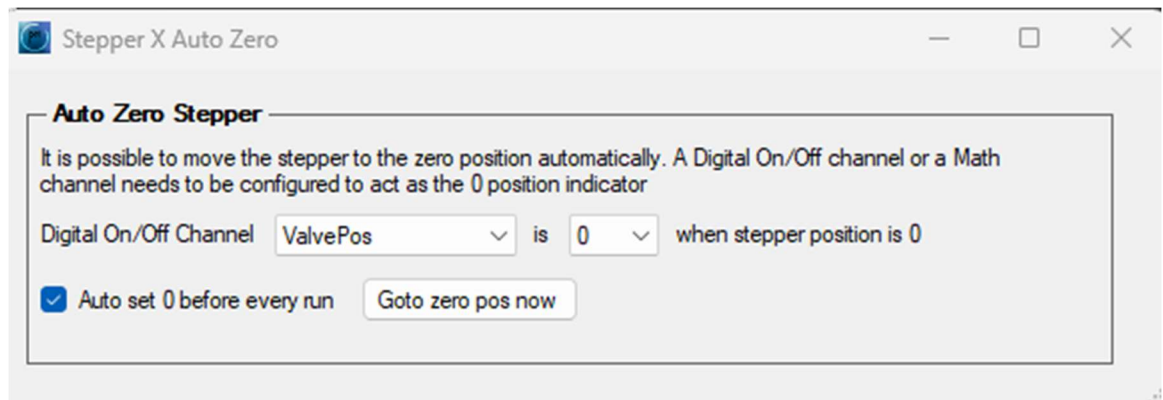 Stepper X Auto Zero
Auto Zero Stepper
It is possible to move the stepper to the zero position automatically. A Digital On/Off channel or a Math
channel needs to be configured to act as the 0 position indicator
Digital On/Off Channel ValvePos is 0 when stepper position is 0
Auto set 0 before every run Goto zero pos now